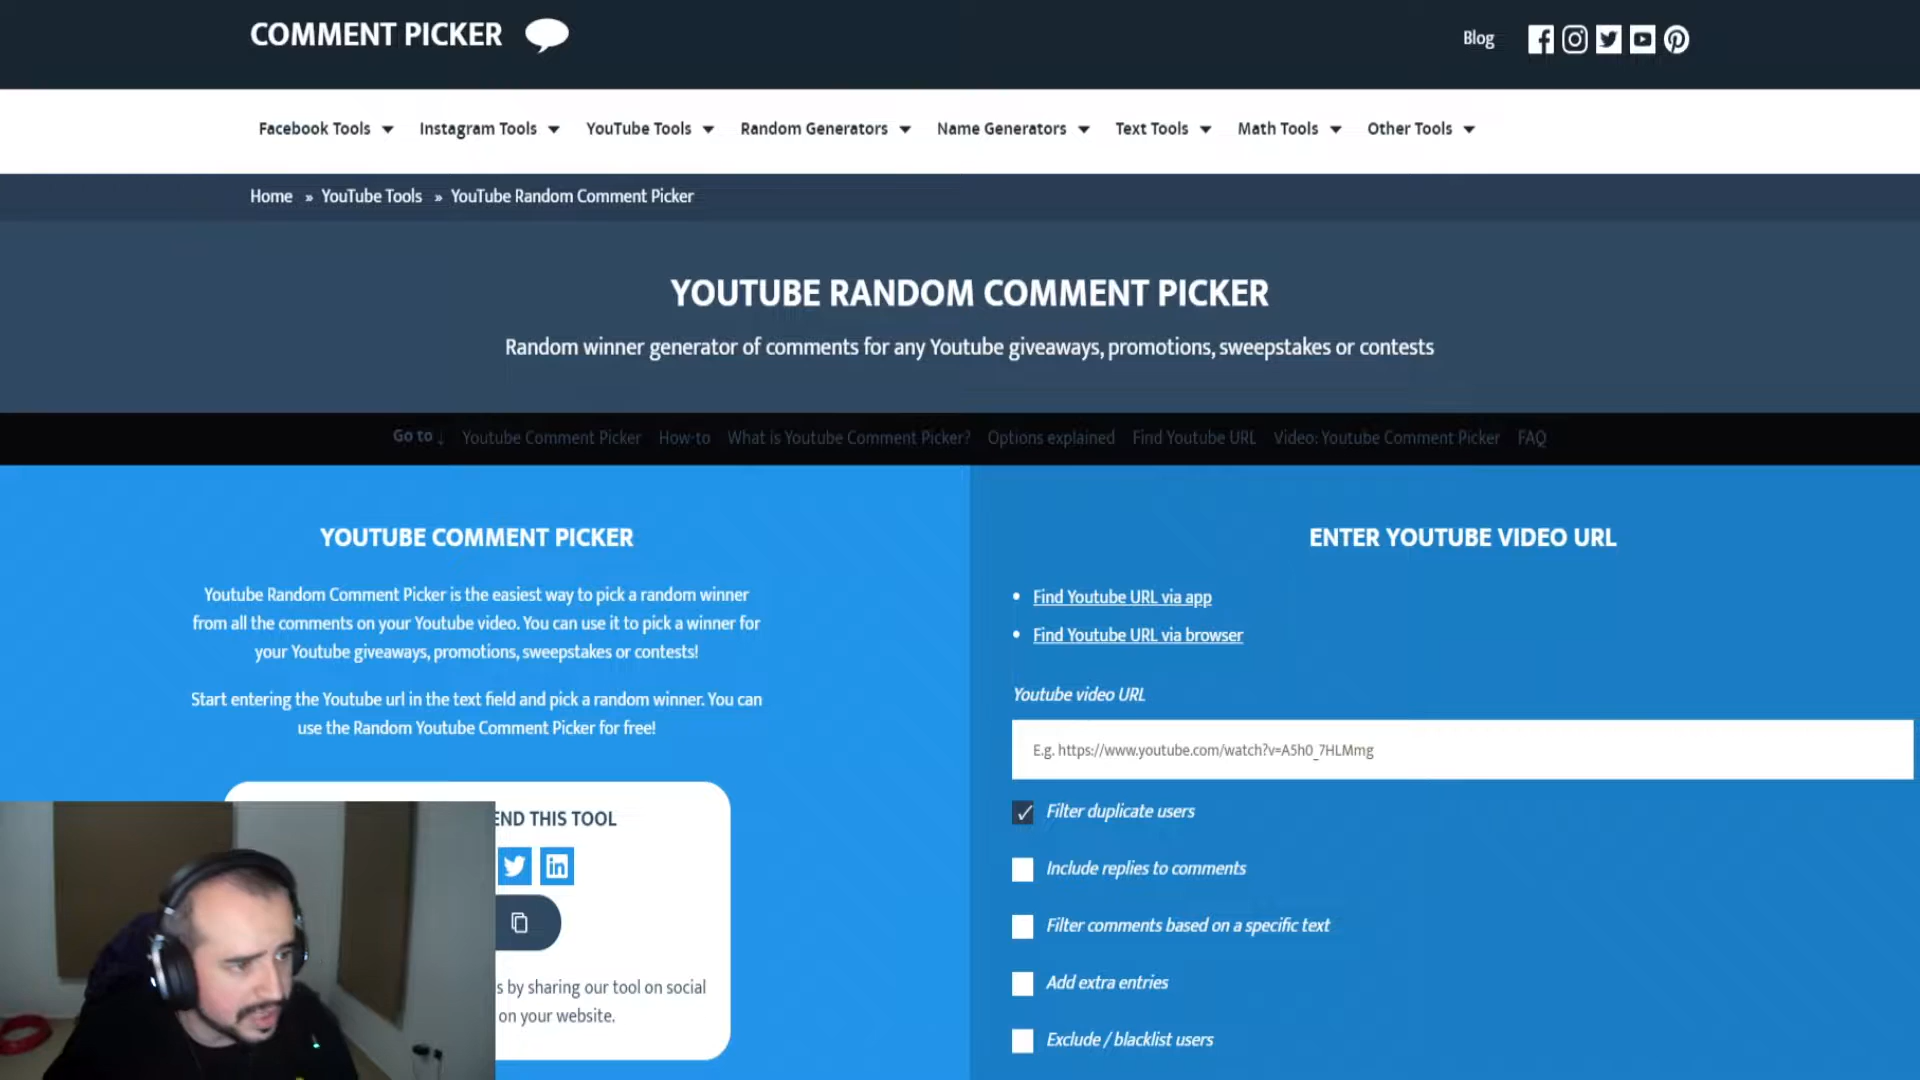 COMMENT PICKER
Blog
Facebook Tools
Instagram Tools
YouTube Tools
Random Generators
Name Generators
Text Tools
Math Tools
Other Tools
Home » YouTube Tools » YouTube Random Comment Picker
YOUTUBE RANDOM COMMENT PICKER
Random winner generator of comments for any Youtube giveaways, promotions, sweepstakes or contests
Go to ↓ Youtube Comment Picker How-to What is Youtube Comment Picker? Options explained Find Youtube URL Video: Youtube Comment Picker FAQ
YOUTUBE COMMENT PICKER
Youtube Random Comment Picker is the easiest way to pick a random winner
from all the comments on your Youtube video. You can use it to pick a winner for
your Youtube giveaways, promotions, sweepstakes or contests!
Start entering the Youtube url in the text field and pick a random winner. You can
use the Random Youtube Comment Picker for free!
END THIS TOOL
s by sharing our tool on social
on your website.
ENTER YOUTUBE VIDEO URL
• Find Youtube URL via app
• Find Youtube URL via browser
Youtube video URL
E.g. https://www.youtube.com/watch?v=A5h0_7HLMmg
Filter duplicate users
Include replies to comments
Filter comments based on a specific text
Add extra entries
Exclude / blacklist users